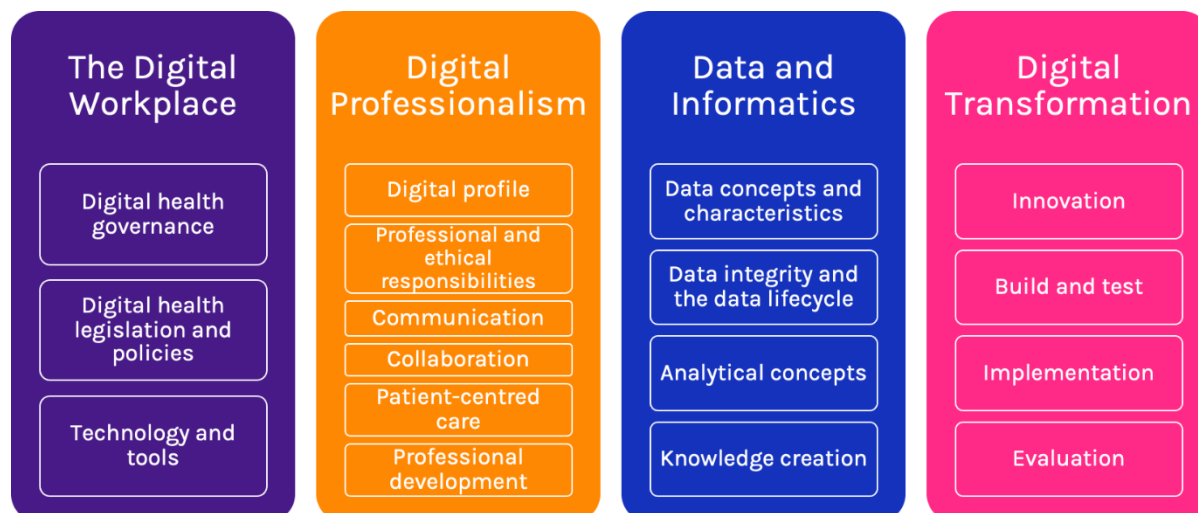 The Digital
Workplace
Digital health
governance
Digital health
legislation and
policies
Technology and
tools
Digital
Professionalism
Digital profile
Professional and
ethical
responsibilities
Communication
Collaboration
Patient-centred
care
Professional
development
Data and
Informatics
Data concepts and
characteristics
Data integrity and
the data lifecycle
Analytical concepts
Knowledge creation
Digital
Transformation
Innovation
Build and test
Implementation
Evaluation